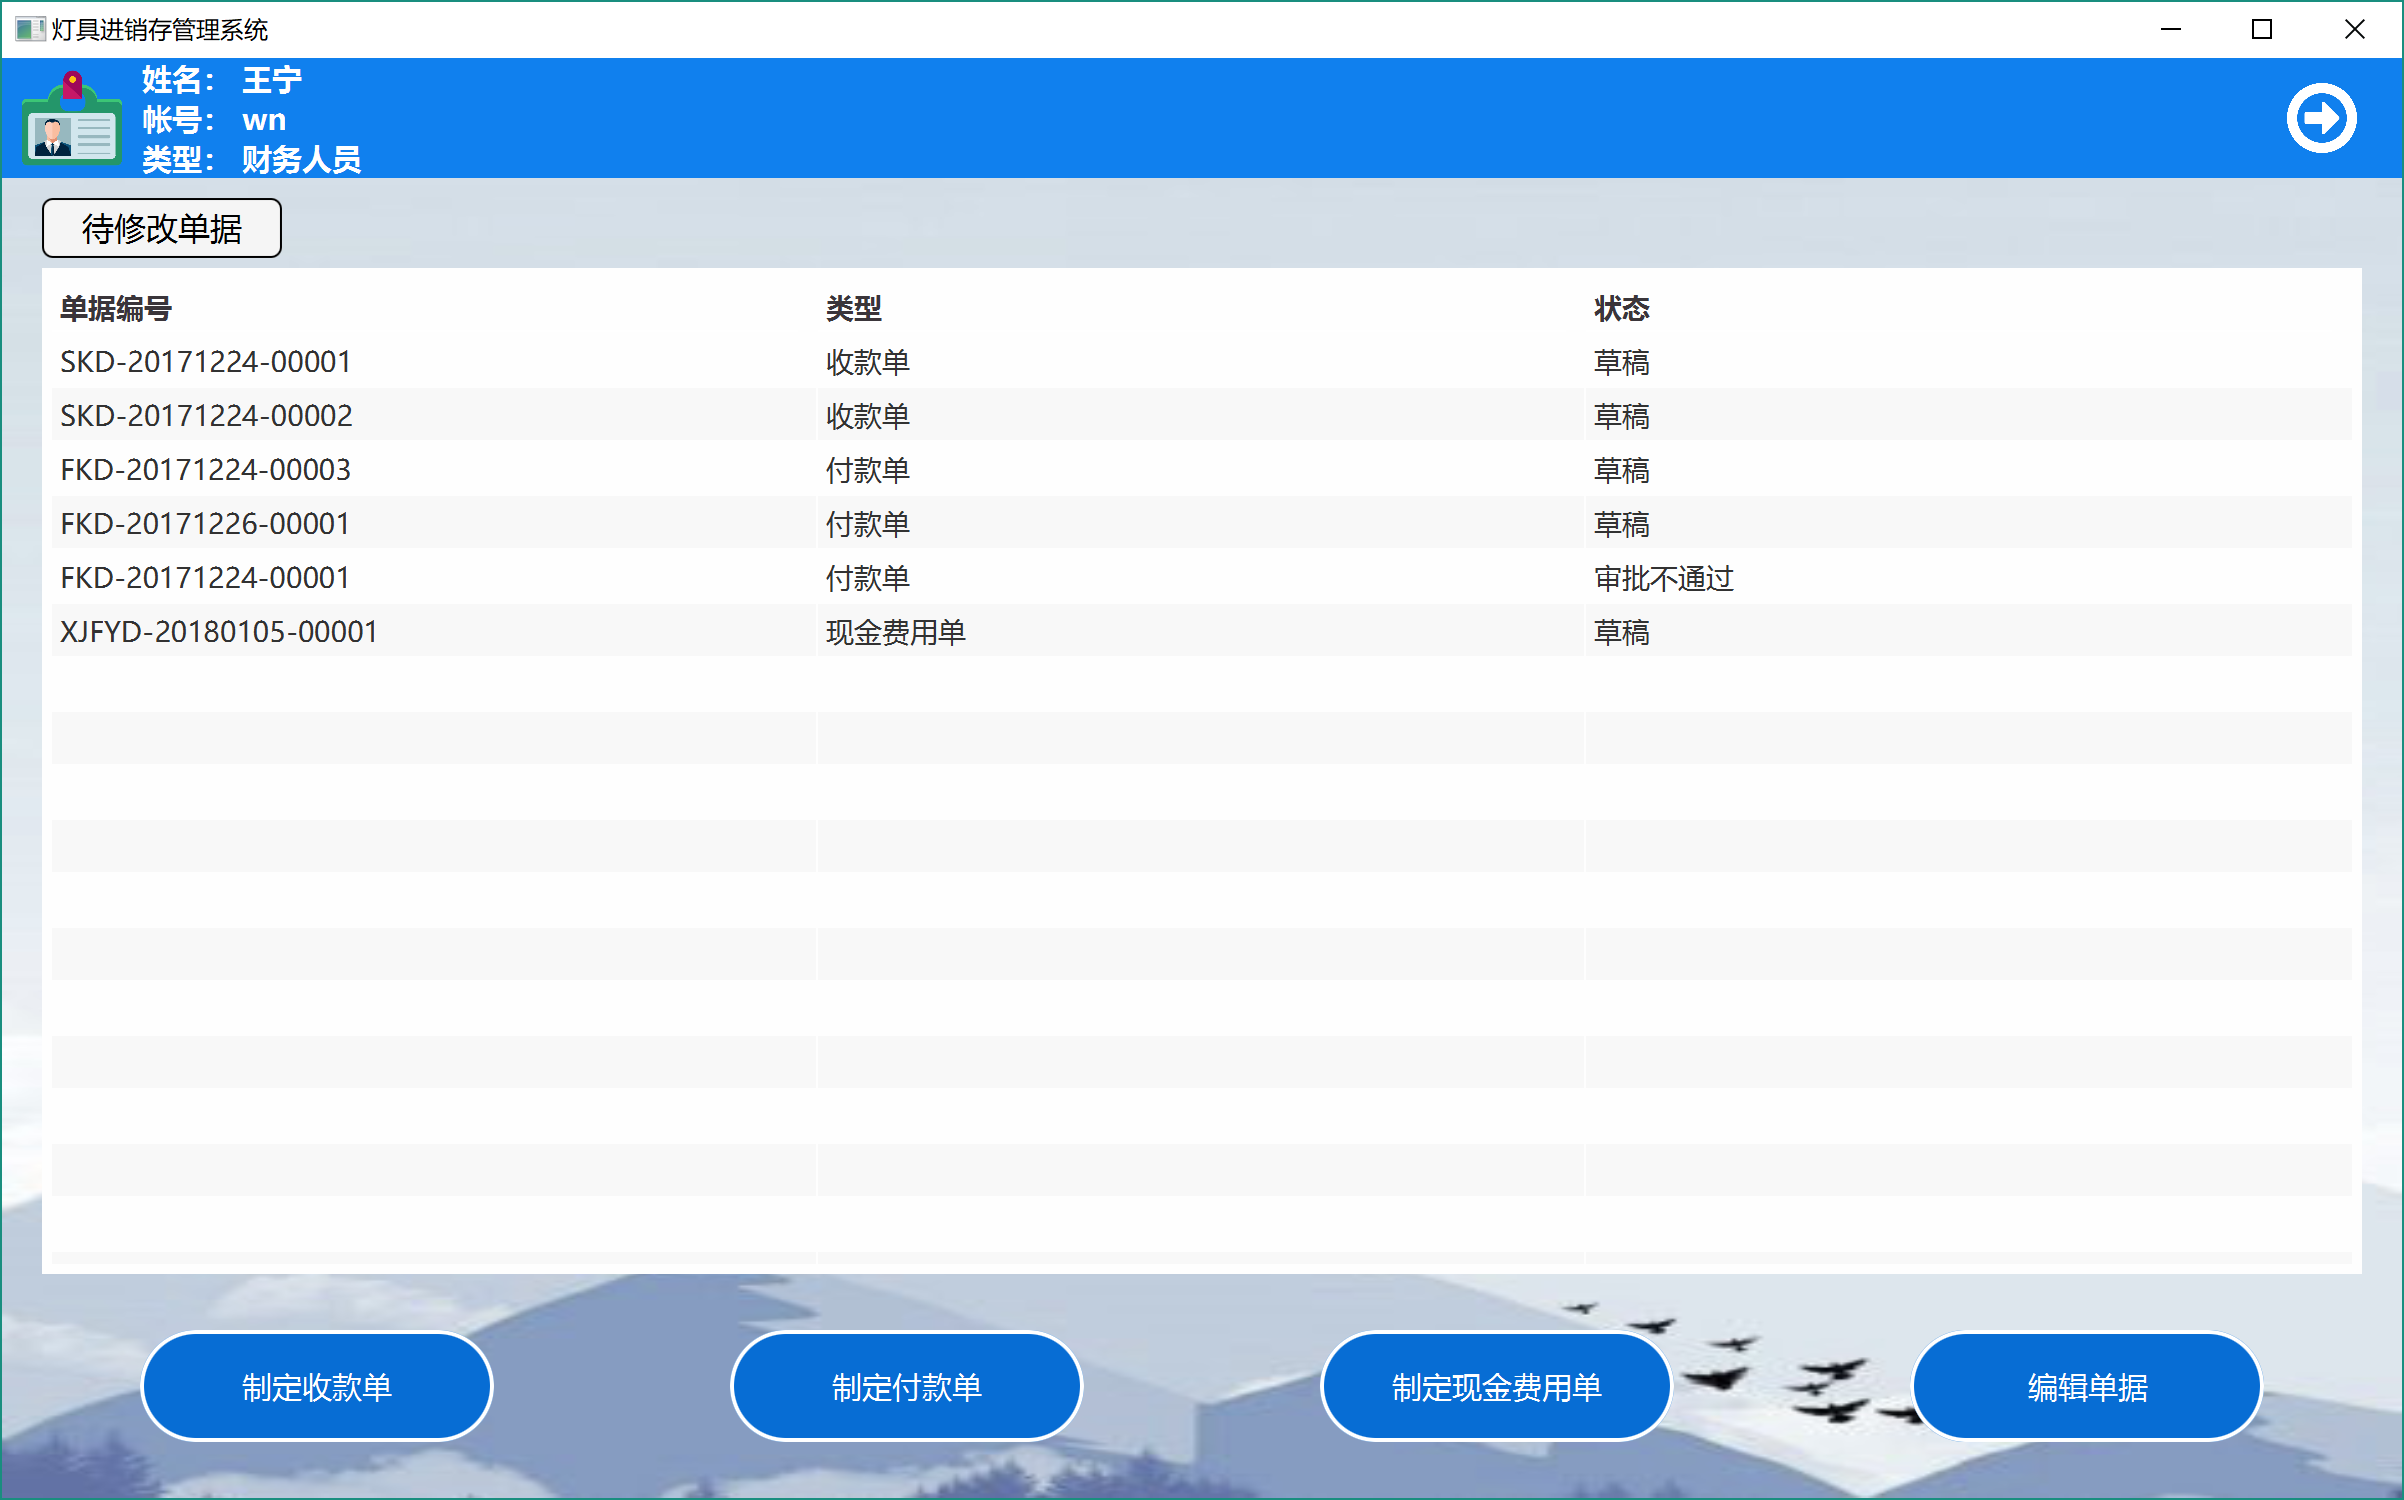 灯具进销存管理系统
姓名： 王宁
帐号： wn
类型： 财务人员
待修改单据
单据编号 类型 状态
SKD-20171224-00001 收款单 草稿
SKD-20171224-00002 收款单 草稿
FKD-20171224-00003 付款单 草稿
FKD-20171226-00001 付款单 草稿
FKD-20171224-00001 付款单 审批不通过
XJFYD-20180105-00001 现金费用单 草稿
制定收款单 制定付款单 制定现金费用单 编辑单据